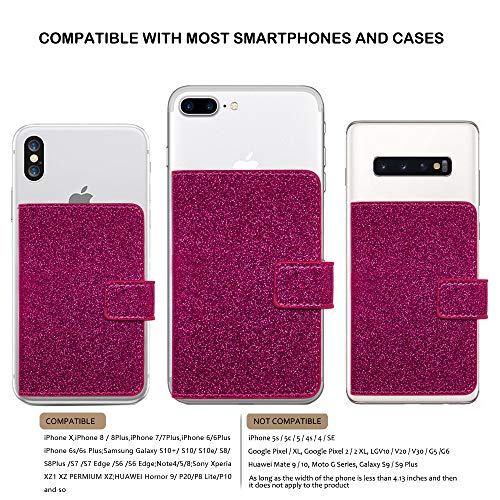 COMPATIBLE WITH MOST SMARTPHONES AND CASES
COMPATIBLE
iPhone X,iPhone 8 / 8Plus,iPhone 7/7Plus,iPhone 6/6Plus
iPhone 6s/6s Plus;Samsung Galaxy S10+/ S10/ S10e/ S8/
S8Plus /S7 /S7 Edge /S6 /S6 Edge;Note4/5/8;Sony Xperia
XZ1 XZ PERMIUM XZ;HUAWEI Hornor 9/ P20/P8 Lite/P10
and so
NOT COMPATIBLE
iPhone 5s / 5c / 5 / 4s / 4 / SE
Google Pixel / XL, Google Pixel 2 / 2 XL, LGV10 / V20 / V30 / G5 /G6
Huawei Mate 9 / 10, Moto G Series, Galaxy S9 / S9 Plus
As long as the width of the phone is less than 4.13 inches and then
it does not apply to the product